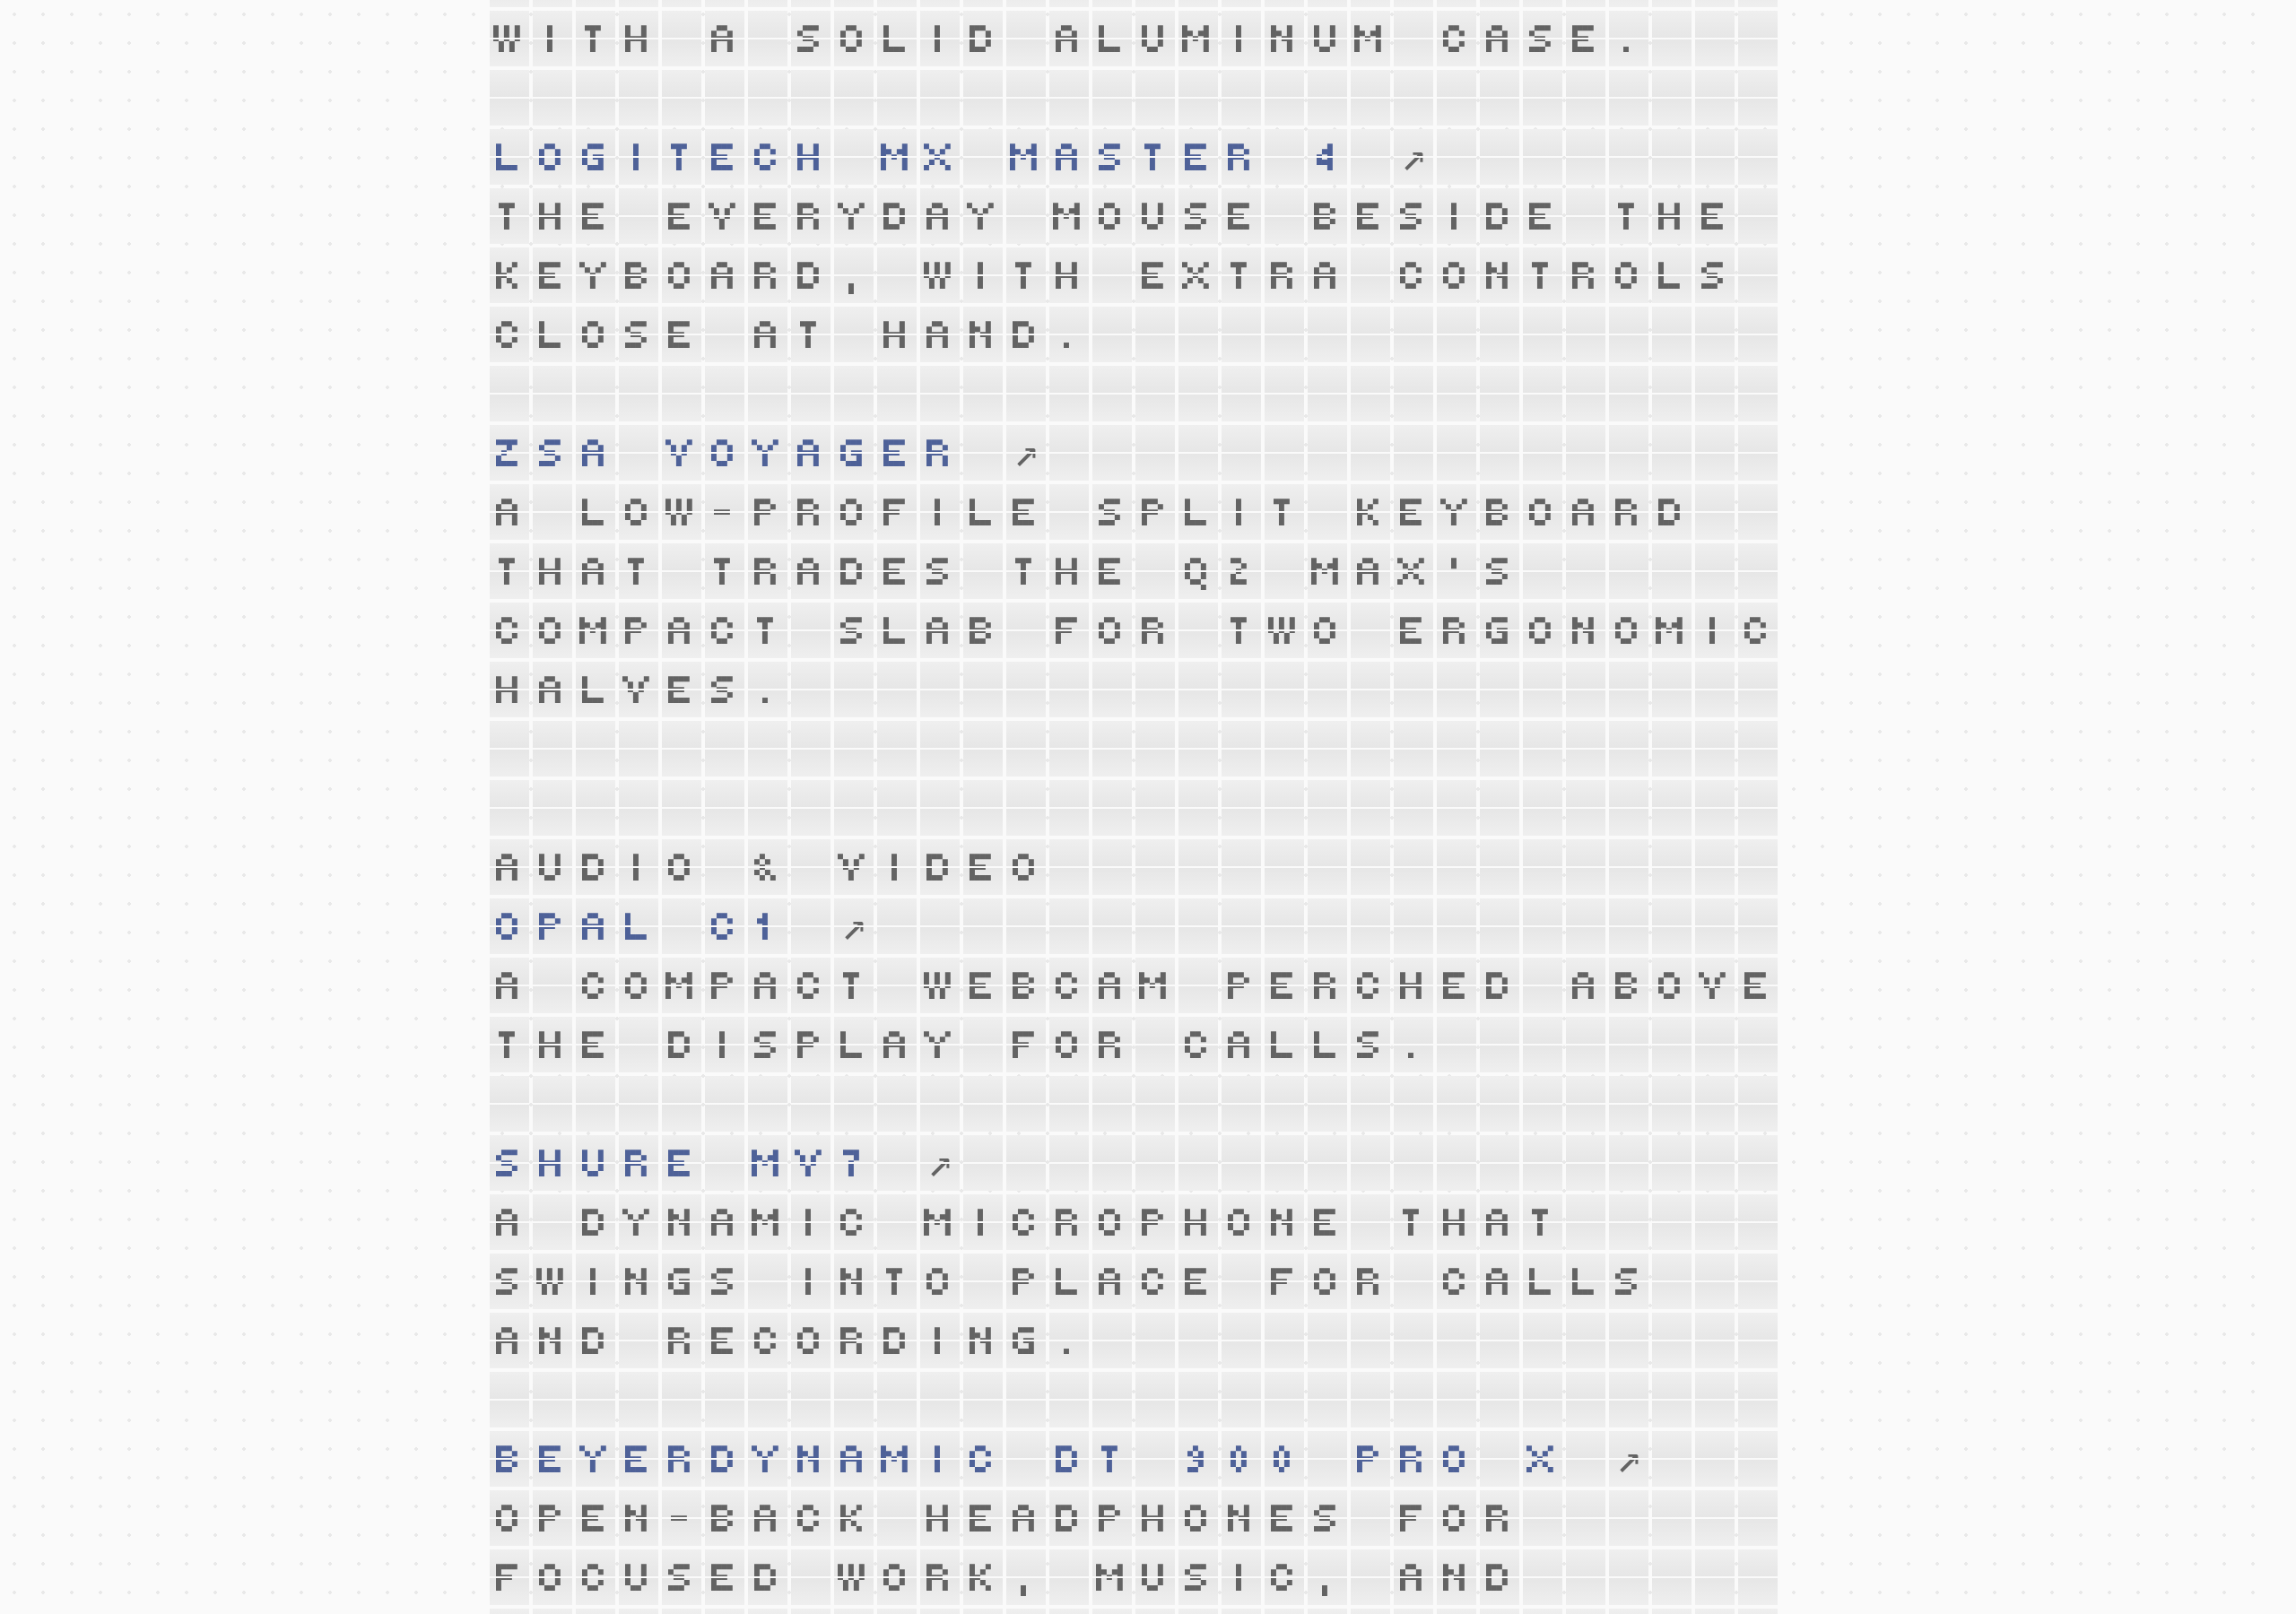 WITH A SOLID ALUMINUM CASE.
LOGITECH MX MASTER 4 ↗
THE EVERYDAY MOUSE BESIDE THE
KEYBOARD, WITH EXTRA CONTROLS
CLOSE AT HAND.
ZSA VOYAGER ↗
A LOW-PROFILE SPLIT KEYBOARD
THAT TRADES THE Q2 MAX'S
COMPACT SLAB FOR TWO ERGONOMIC
HALVES.
AUDIO & VIDEO
OPAL C1 ↗
A COMPACT WEBCAM PERCHED ABOVE
THE DISPLAY FOR CALLS.
SHURE MV7 ↗
A DYNAMIC MICROPHONE THAT
SWINGS INTO PLACE FOR CALLS
AND RECORDING.
BEYERDYNAMIC DT 900 PRO X ↗
OPEN-BACK HEADPHONES FOR
FOCUSED WORK, MUSIC, AND